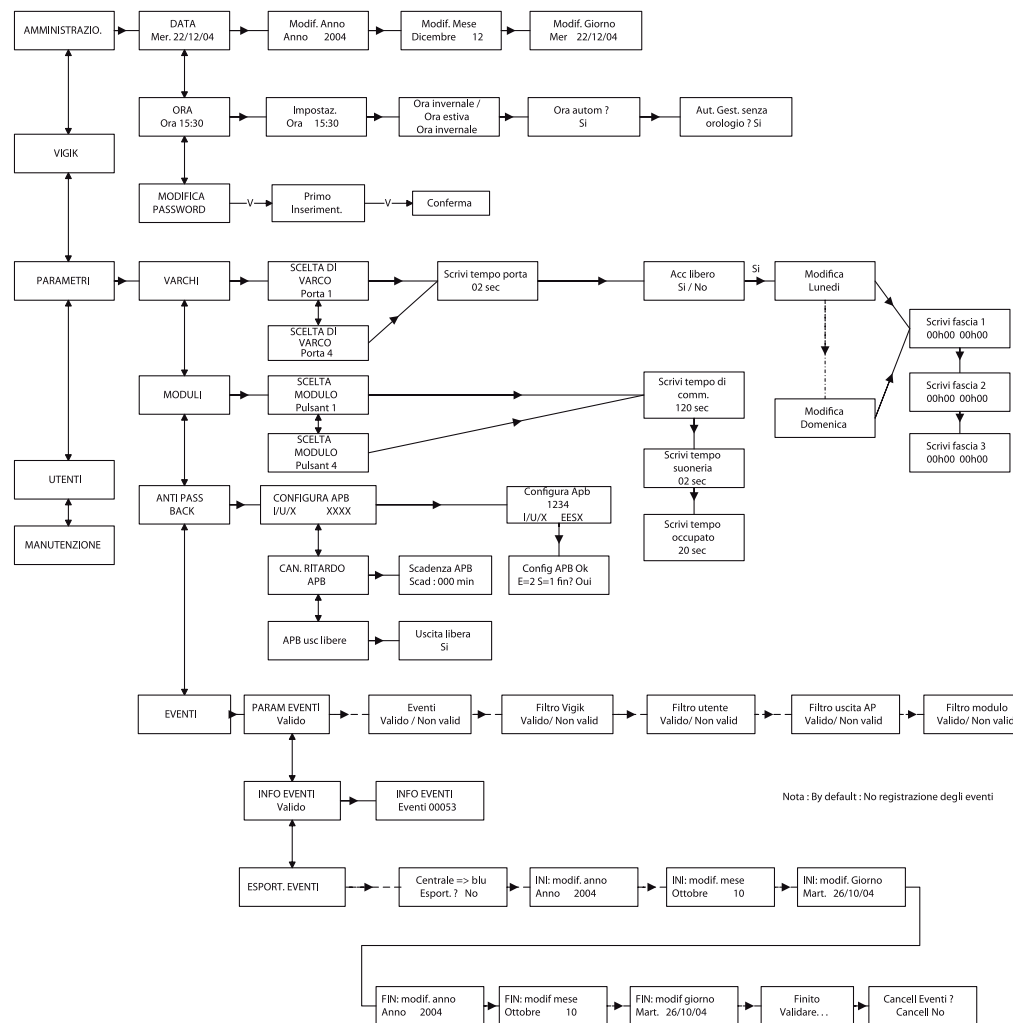 AMMINISTRAZIO.
DATA
Mer. 22/12/04
Modif. Anno
Anno 2004
Modif. Mese
Dicembre 12
Modif. Giorno
Mer 22/12/04
ORA
Ora 15:30
Impostaz.
Ora 15:30
Ora invernale /
Ora estiva
Ora invernale
Ora autom ?
Si
Aut. Gest. senza
orologio ? Si
VIGIK
MODIFICA
PASSWORD
V
Primo
Inseriment.
V
Conferma
PARAMETRI
VARCHI
SCELTA DI
VARCO
Porta 1
SCELTA DI
VARCO
Porta 4
Scrivi tempo porta
02 sec
Acc libero
Si / No
Si
Modifica
Lunedi
Modifica
Domenica
Scrivi fascia 1
00h00 00h00
Scrivi fascia 2
00h00 00h00
Scrivi fascia 3
00h00 00h00
MODULI
SCELTA
MODULO
Pulsant 1
SCELTA
MODULO
Pulsant 4
Scrivi tempo di
comm.
120 sec
Scrivi tempo
suoneria
02 sec
Scrivi tempo
occupato
20 sec
UTENTI
MANUTENZIONE
ANTI PASS
BACK
CONFIGURA APB
I/U/X XXXX
Configura Apb
1234
I/U/X EESX
Config APB Ok
E=2 S=1 fin? Oui
CAN. RITARDO
APB
Scadenza APB
Scad : 000 min
APB usc libere
Uscita libera
Si
EVENTI
PARAM EVENTI
Valido
Eventi
Valido/ Non valid
Filtro Vigik
Valido/ Non valid
Filtro utente
Valido/ Non valid
Filtro uscita AP
Valido/ Non valid
Filtro modulo
Valido/ Non valid
INFO EVENTI
Valido
INFO EVENTI
Eventi 00053
Nota : By default : No registrazione degli eventi
ESPORT. EVENTI
Centrale => blu
Esport. ? No
INI: modif. anno
Anno 2004
INI: modif. mese
Ottobre 10
INI: modif. Giorno
Mart. 26/10/04
FIN: modif. anno
Anno 2004
FIN: modif mese
Ottobre 10
FIN: modif giorno
Mart. 26/10/04
Finito
Validare. . .
Cancell Eventi ?
Cancell No